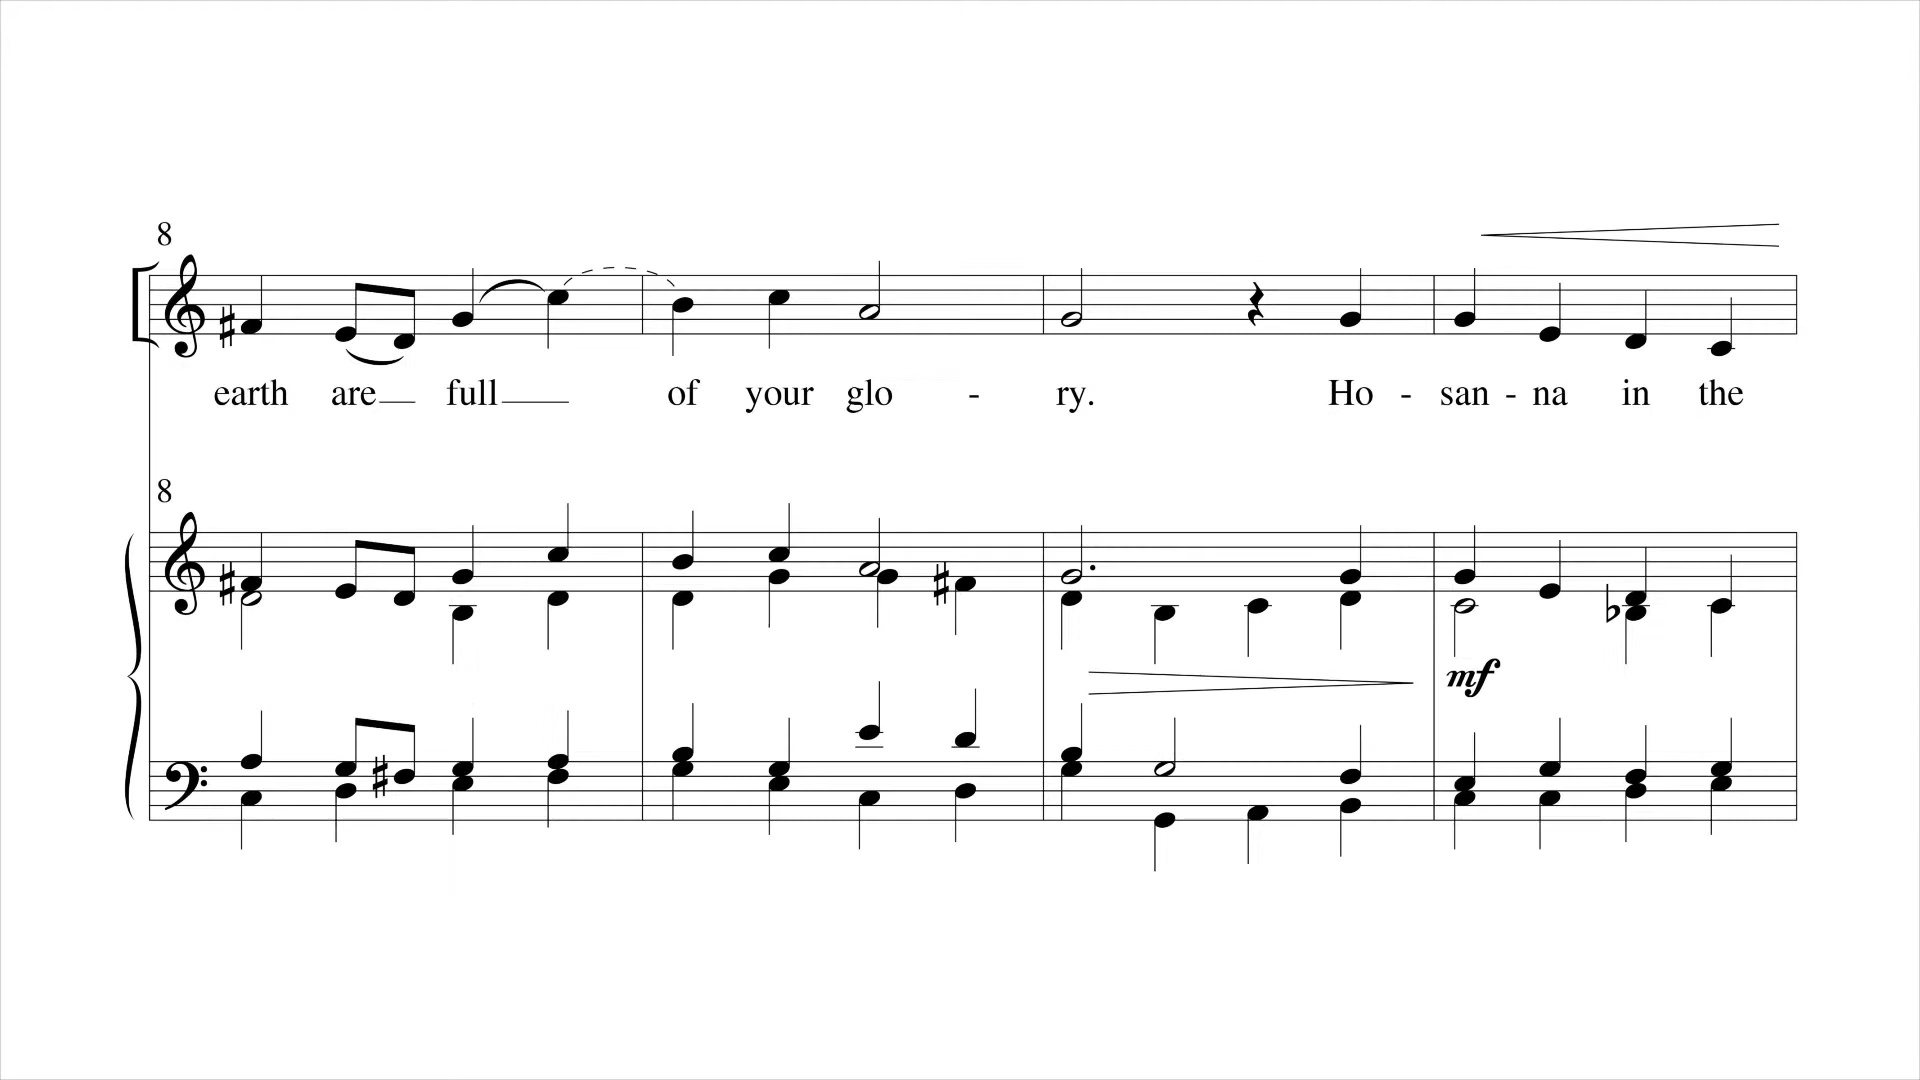 8
earth are full of your glo - ry. Ho - san - na in the
8
mf